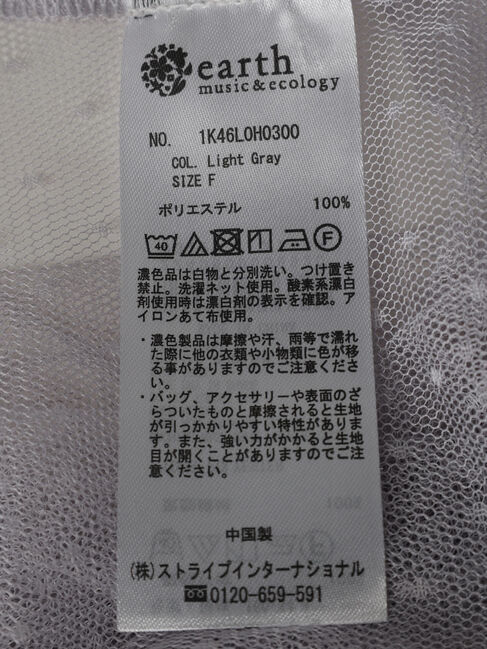 earth
music&ecology
NO. 1K46L0H0300
COL. Light Gray
SIZE F
ポリエステル 100%
40 F
濃色品は白物と分別洗い。つけ置き
禁止。洗濯ネット使用。酸素系漂白
剤使用時は漂白剤の表示を確認。ア
イロンあて布使用。
・濃色製品は摩擦や汗、雨等で濡れ
た際に他の衣類や小物類に色が移
る事がありますのでご注意くださ
い。
・バッグ、アクセサリーや表面のざ
らついたものと摩擦されると生地
が引っかかりやすい特性がありま
す。また、強い力がかかると生地
目が開くことがありますのでご注
意ください。
中国製
(株)ストライプインターナショナル
0120-659-591